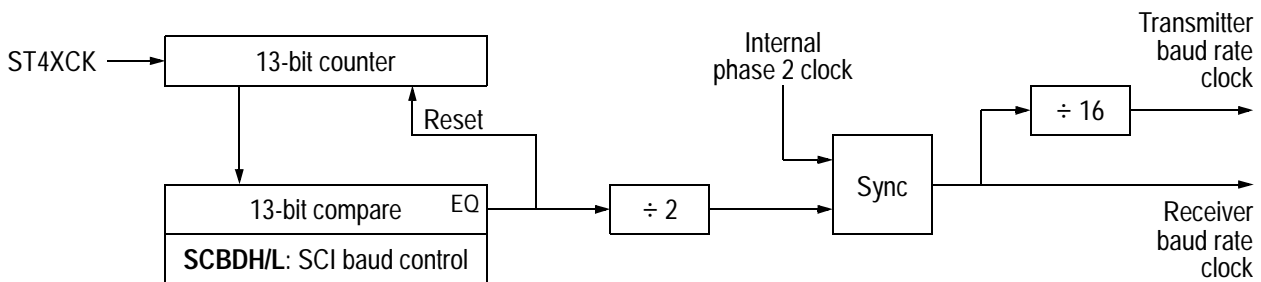 Transmitter
baud rate
clock
Internal
phase 2 clock
ST4XCK
13-bit counter
÷ 16
Reset
Sync
13-bit compare
EQ
÷ 2
SCBDH/L: SCI baud control
Receiver
baud rate
clock